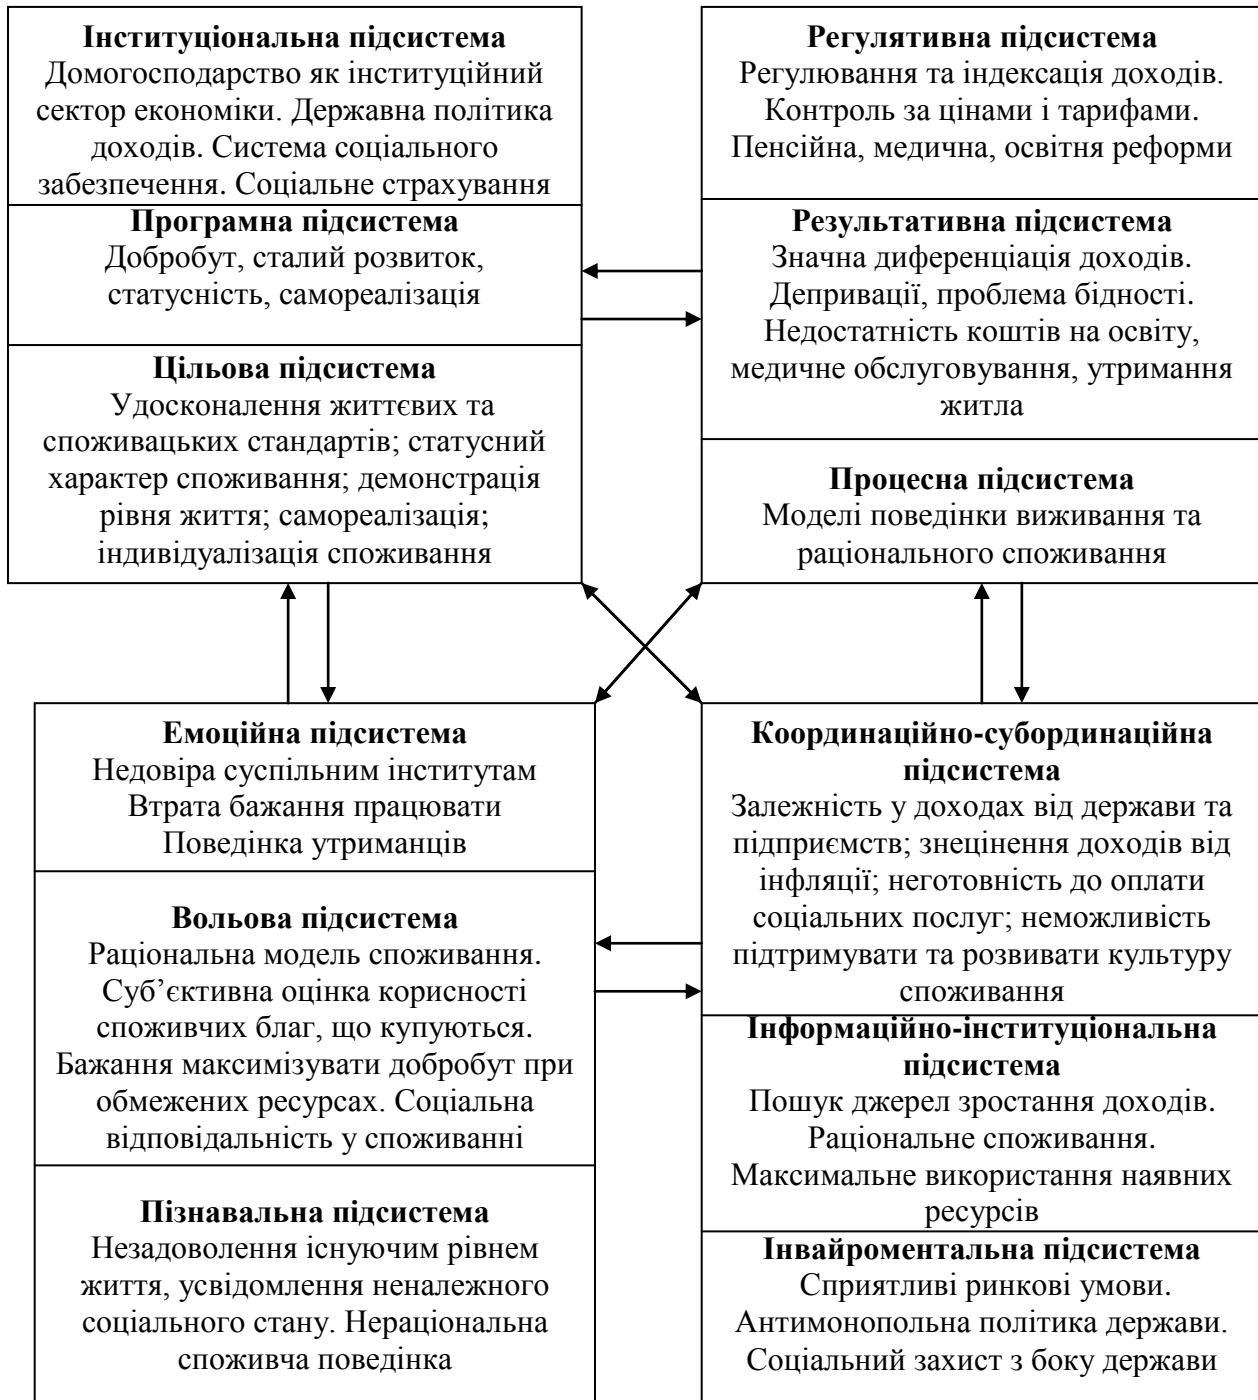 Інституціональна підсистема
Домогосподарство як інституційний
сектор економіки. Державна політика
доходів. Система соціального
забезпечення. Соціальне страхування
Програмна підсистема
Добробут, сталий розвиток,
статусність, самореалізація
Цільова підсистема
Удосконалення життєвих та
споживацьких стандартів; статусний
характер споживання; демонстрація
рівня життя; самореалізація;
індивідуалізація споживання
Регулятивна підсистема
Регулювання та індексація доходів.
Контроль за цінами і тарифами.
Пенсійна, медична, освітня реформи
Результативна підсистема
Значна диференціація доходів.
Депривації, проблема бідності.
Недостатність коштів на освіту,
медичне обслуговування, утримання
житла
Процесна підсистема
Моделі поведінки виживання та
раціонального споживання
Емоційна підсистема
Недовіра суспільним інститутам
Втрата бажання працювати
Поведінка утриманців
Вольова підсистема
Раціональна модель споживання.
Суб’єктивна оцінка корисності
споживчих благ, що купуються.
Бажання максимізувати добробут при
обмежених ресурсах. Соціальна
відповідальність у споживанні
Пізнавальна підсистема
Незадоволення існуючим рівнем
життя, усвідомлення неналежного
соціального стану. Нераціональна
споживча поведінка
Координаційно-субординаційна
підсистема
Залежність у доходах від держави та
підприємств; знецінення доходів від
інфляції; неготовність до оплати
соціальних послуг; неможливість
підтримувати та розвивати культуру
споживання
Інформаційно-інституціональна
підсистема
Пошук джерел зростання доходів.
Раціональне споживання.
Максимальне використання наявних
ресурсів
Інвайроментальна підсистема
Сприятливі ринкові умови.
Антимонопольна політика держави.
Соціальний захист з боку держави